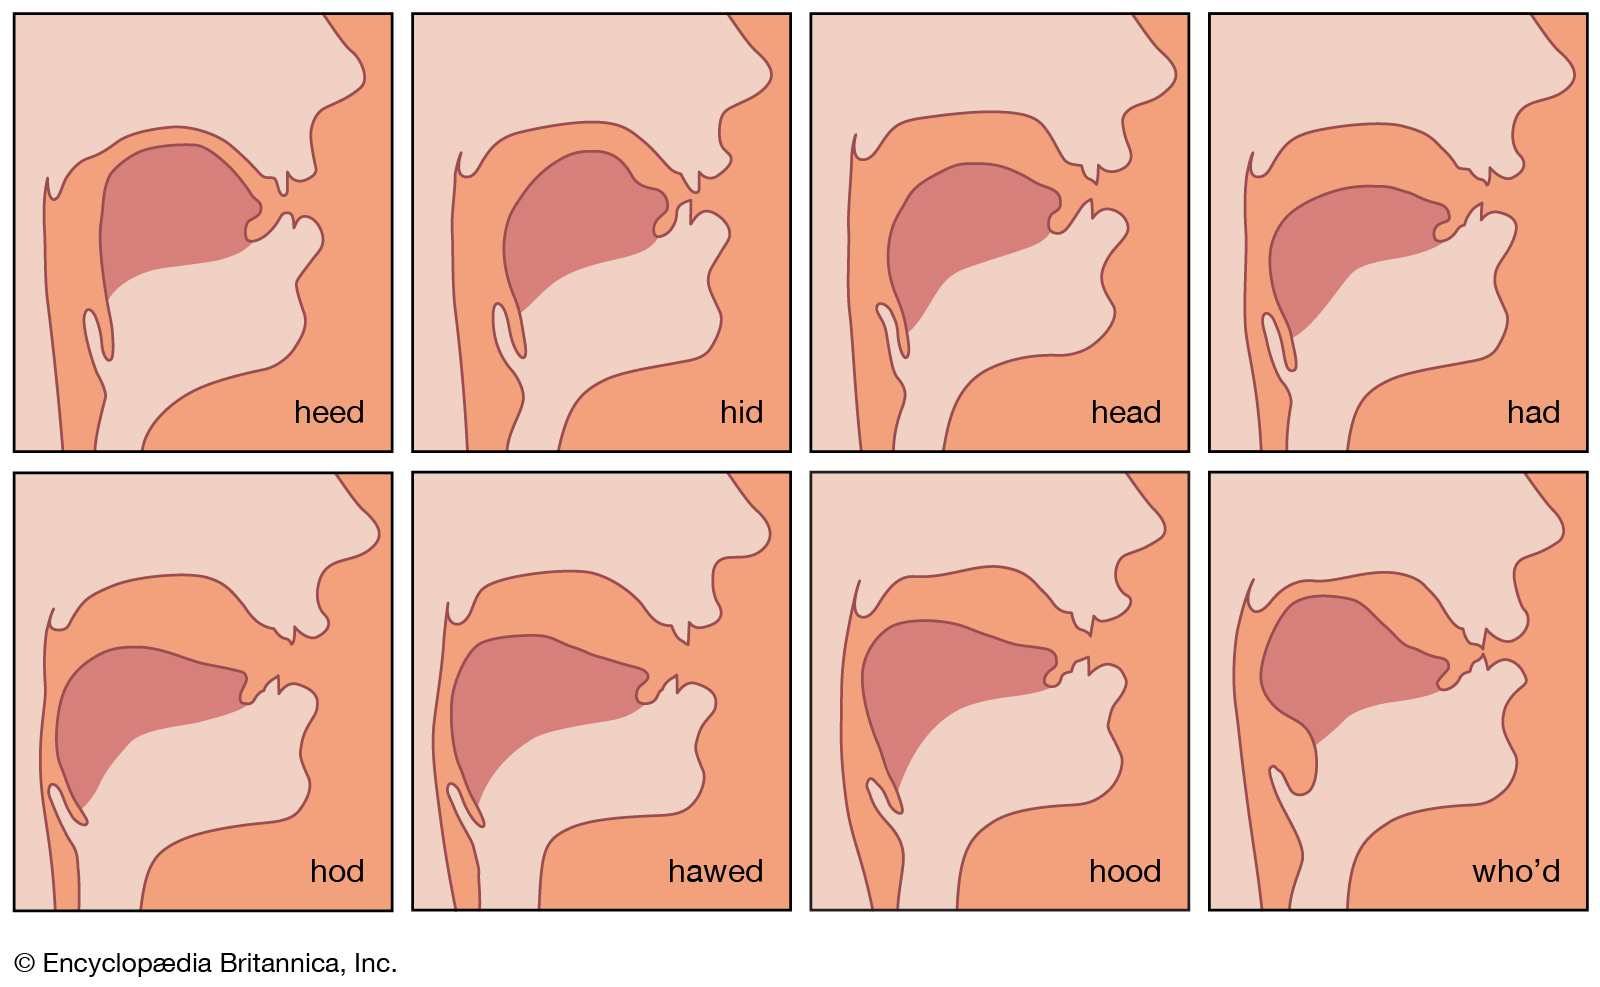 heed
hid
head
had
hod
hawed
hood
who’d
© Encyclopædia Britannica, Inc.